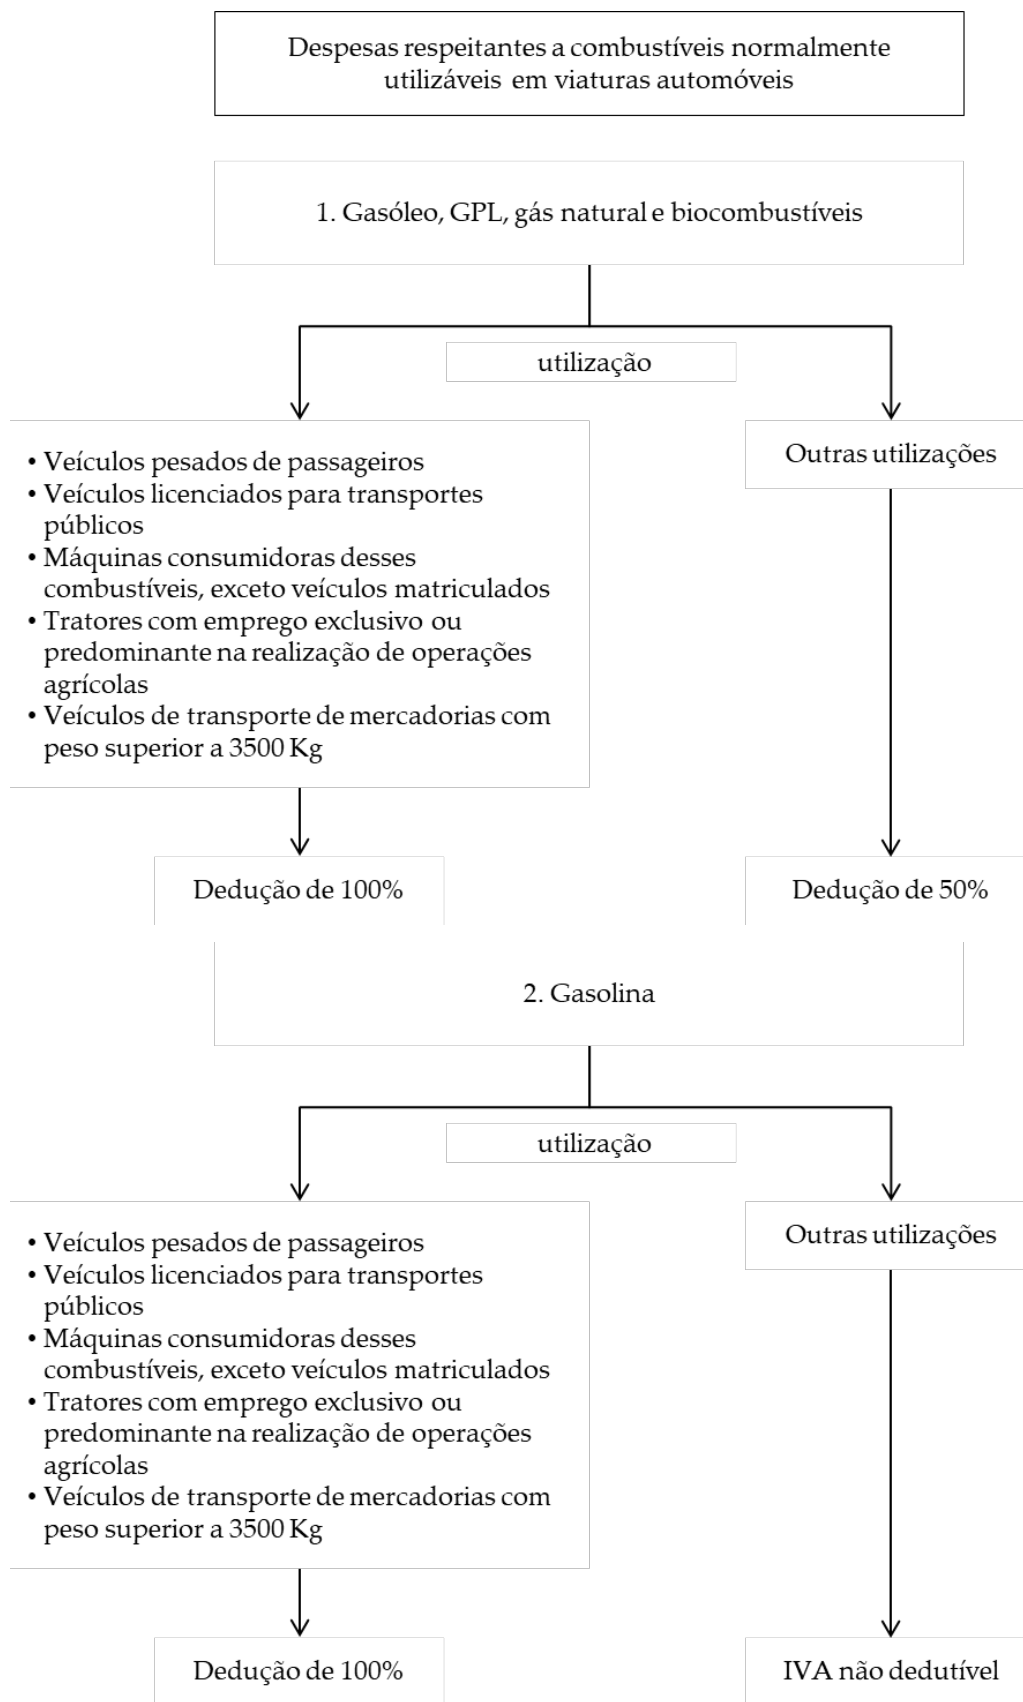 Despesas respeitantes a combustíveis normalmente
utilizáveis em viaturas automóveis
1. Gasóleo, GPL, gás natural e biocombustíveis
utilização
• Veículos pesados de passageiros
• Veículos licenciados para transportes
públicos
• Máquinas consumidoras desses
combustíveis, exceto veículos matriculados
• Tratores com emprego exclusivo ou
predominante na realização de operações
agrícolas
• Veículos de transporte de mercadorias com
peso superior a 3500 Kg
Outras utilizações
Dedução de 100%
Dedução de 50%
2. Gasolina
utilização
• Veículos pesados de passageiros
• Veículos licenciados para transportes
públicos
• Máquinas consumidoras desses
combustíveis, exceto veículos matriculados
• Tratores com emprego exclusivo ou
predominante na realização de operações
agrícolas
• Veículos de transporte de mercadorias com
peso superior a 3500 Kg
Outras utilizações
Dedução de 100%
IVA não dedutível